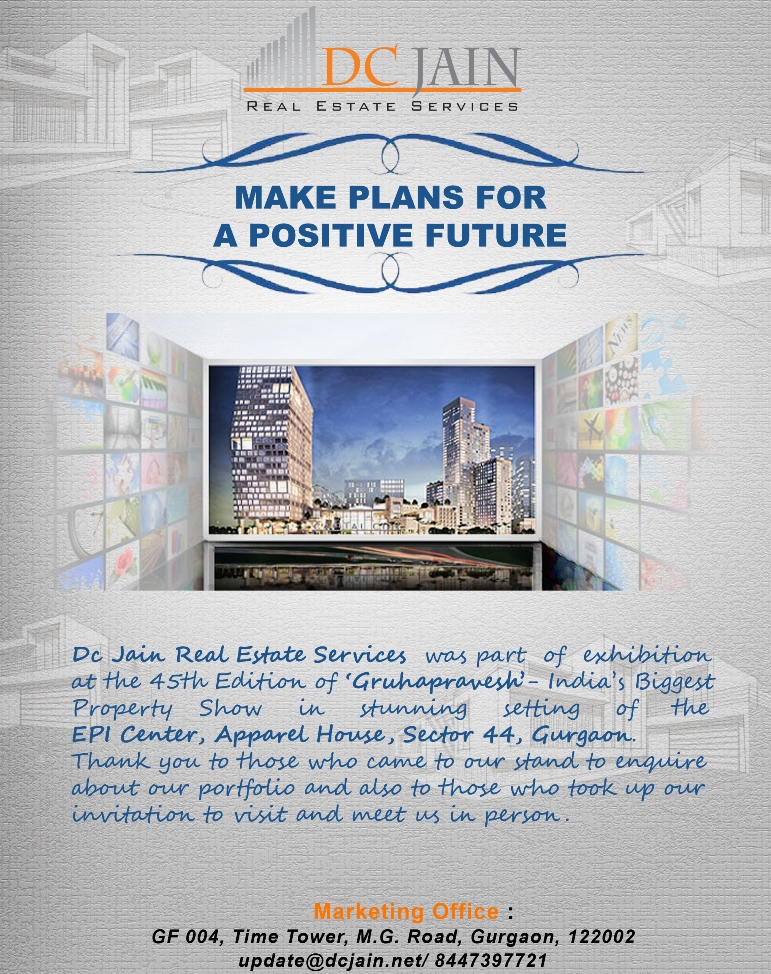 DC JAIN
REAL ESTATE SERVICES
MAKE PLANS FOR
A POSITIVE FUTURE
Dc Jain Real Estate Services was part of exhibition
at the 45th Edition of ‘Gruhapravesh’- India's Biggest
Property Show in stunning setting of the
EPI Center, Apparel House, Sector 44, Gurgaon.
Thank you to those who came to our stand to enquire
about our portfolio and also to those who took up our
invitation to visit and meet us in person.
Marketing Office :
GF 004, Time Tower, M.G. Road, Gurgaon, 122002
update@dcjain.net/ 8447397721